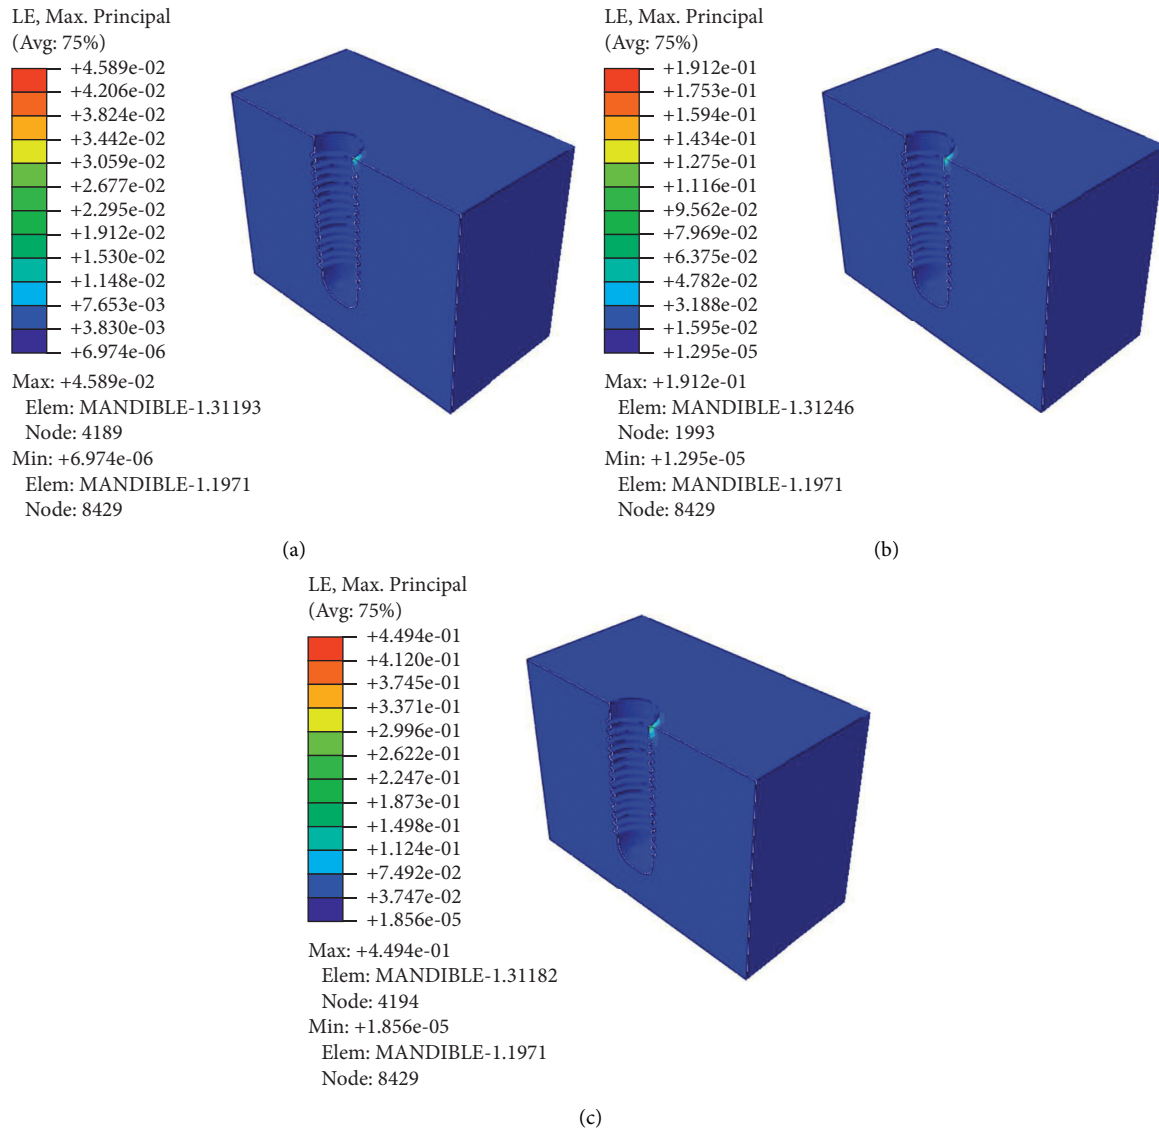 LE, Max. Principal
(Avg: 75%)
+4.589e-02
+4.206e-02
+3.824e-02
+3.442e-02
+3.059e-02
+2.677e-02
+2.295e-02
+1.912e-02
+1.530e-02
+1.148e-02
+7.653e-03
+3.830e-03
+6.974e-06
Max: +4.589e-02
Elem: MANDIBLE-1.31193
Node: 4189
Min: +6.974e-06
Elem: MANDIBLE-1.1971
Node: 8429
(a)
LE, Max. Principal
(Avg: 75%)
+1.912e-01
+1.753e-01
+1.594e-01
+1.434e-01
+1.275e-01
+1.116e-01
+9.562e-02
+7.969e-02
+6.375e-02
+4.782e-02
+3.188e-02
+1.595e-02
+1.295e-05
Max: +1.912e-01
Elem: MANDIBLE-1.31246
Node: 1993
Min: +1.295e-05
Elem: MANDIBLE-1.1971
Node: 8429
(b)
LE, Max. Principal
(Avg: 75%)
+4.494e-01
+4.120e-01
+3.745e-01
+3.371e-01
+2.996e-01
+2.622e-01
+2.247e-01
+1.873e-01
+1.498e-01
+1.124e-01
+7.492e-02
+3.747e-02
+1.856e-05
Max: +4.494e-01
Elem: MANDIBLE-1.31182
Node: 4194
Min: +1.856e-05
Elem: MANDIBLE-1.1971
Node: 8429
(c)